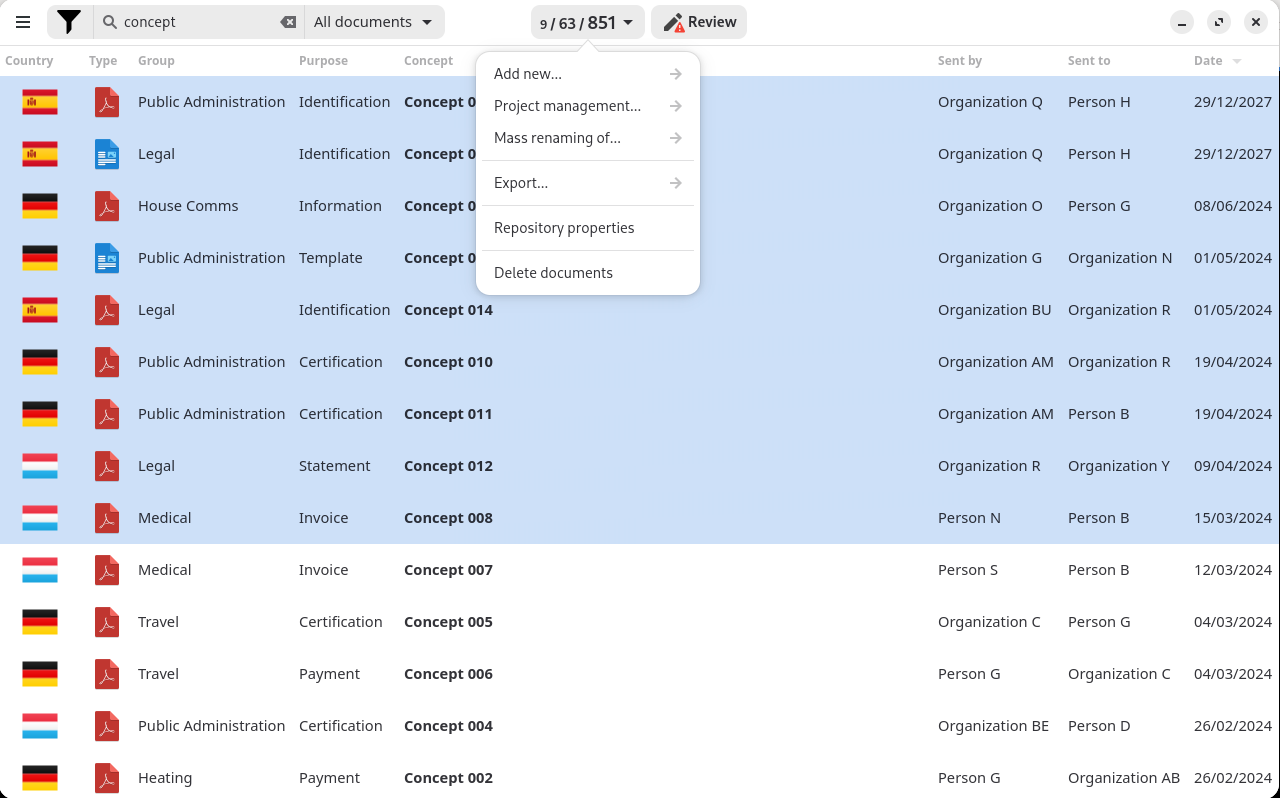 concept All documents 9 / 63 / 851 Review
Country Type Group Purpose Concept Sent by Sent to Date
Add new...
Project management...
Mass renaming of...
Export...
Repository properties
Delete documents
Public Administration Identification Concept 0 Organization Q Person H 29/12/2027
Legal Identification Concept 0 Organization Q Person H 29/12/2027
House Comms Information Concept 0 Organization O Person G 08/06/2024
Public Administration Template Concept 0 Organization G Organization N 01/05/2024
Legal Identification Concept 014 Organization BU Organization R 01/05/2024
Public Administration Certification Concept 010 Organization AM Organization R 19/04/2024
Public Administration Certification Concept 011 Organization AM Person B 19/04/2024
Legal Statement Concept 012 Organization R Organization Y 09/04/2024
Medical Invoice Concept 008 Person N Person B 15/03/2024
Medical Invoice Concept 007 Person S Person B 12/03/2024
Travel Certification Concept 005 Organization C Person G 04/03/2024
Travel Payment Concept 006 Person G Organization C 04/03/2024
Public Administration Certification Concept 004 Organization BE Person D 26/02/2024
Heating Payment Concept 002 Person G Organization AB 26/02/2024